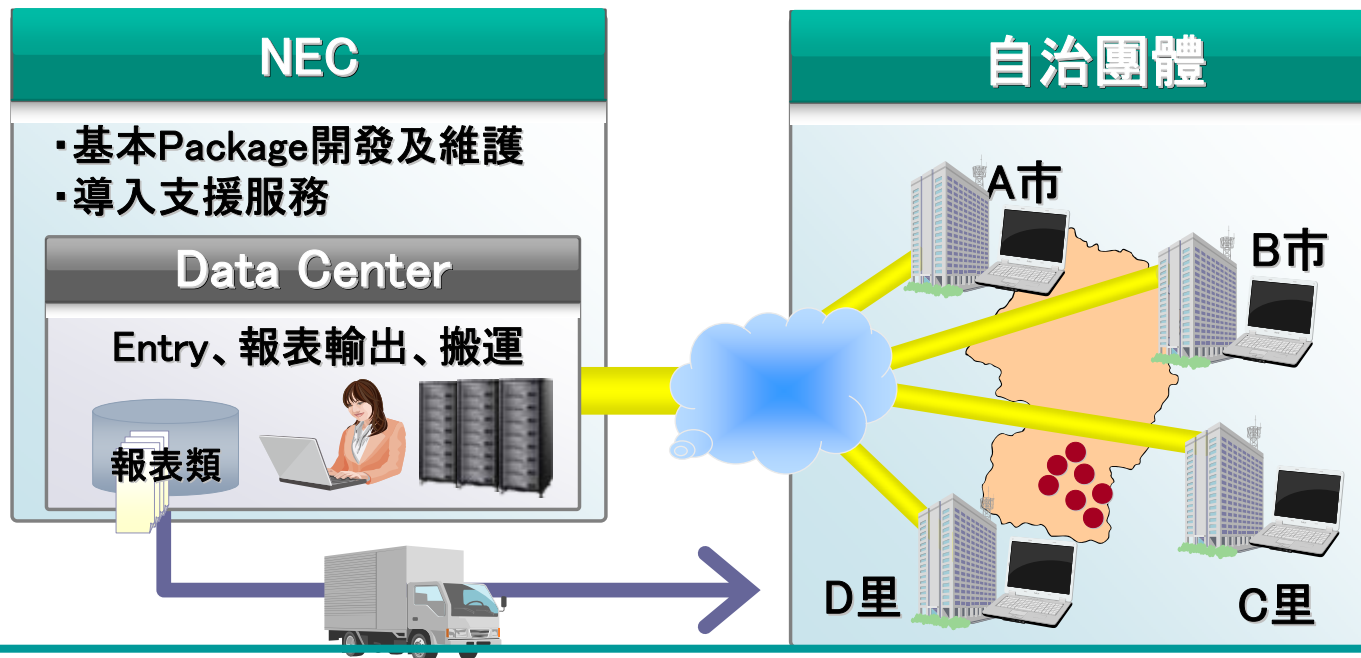 NEC
・基本Package開發及維護
・導入支援服務
Data Center
Entry、報表輸出、搬運
報表類
自治團體
A市
B市
C里
D里